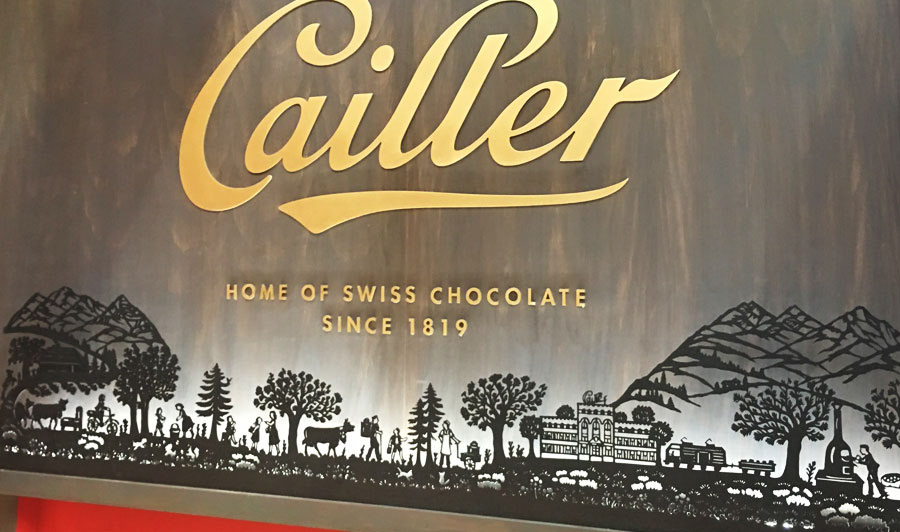 Cailler
HOME OF SWISS CHOCOLATE
SINCE 1819